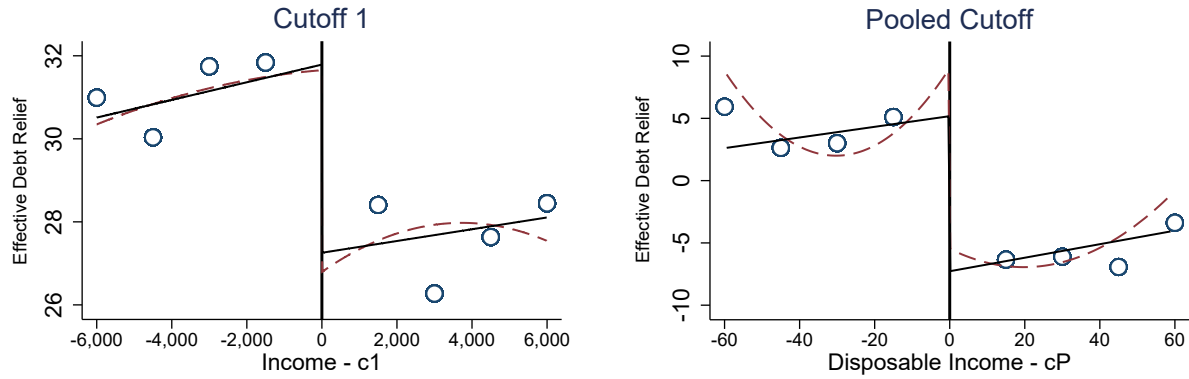 Cutoff 1
Effective Debt Relief
32
30
28
26
-6,000 -4,000 -2,000 0 2,000 4,000 6,000
Income - c1
Pooled Cutoff
Effective Debt Relief
10
5
0
-5
-10
-60 -40 -20 0 20 40 60
Disposable Income - cP